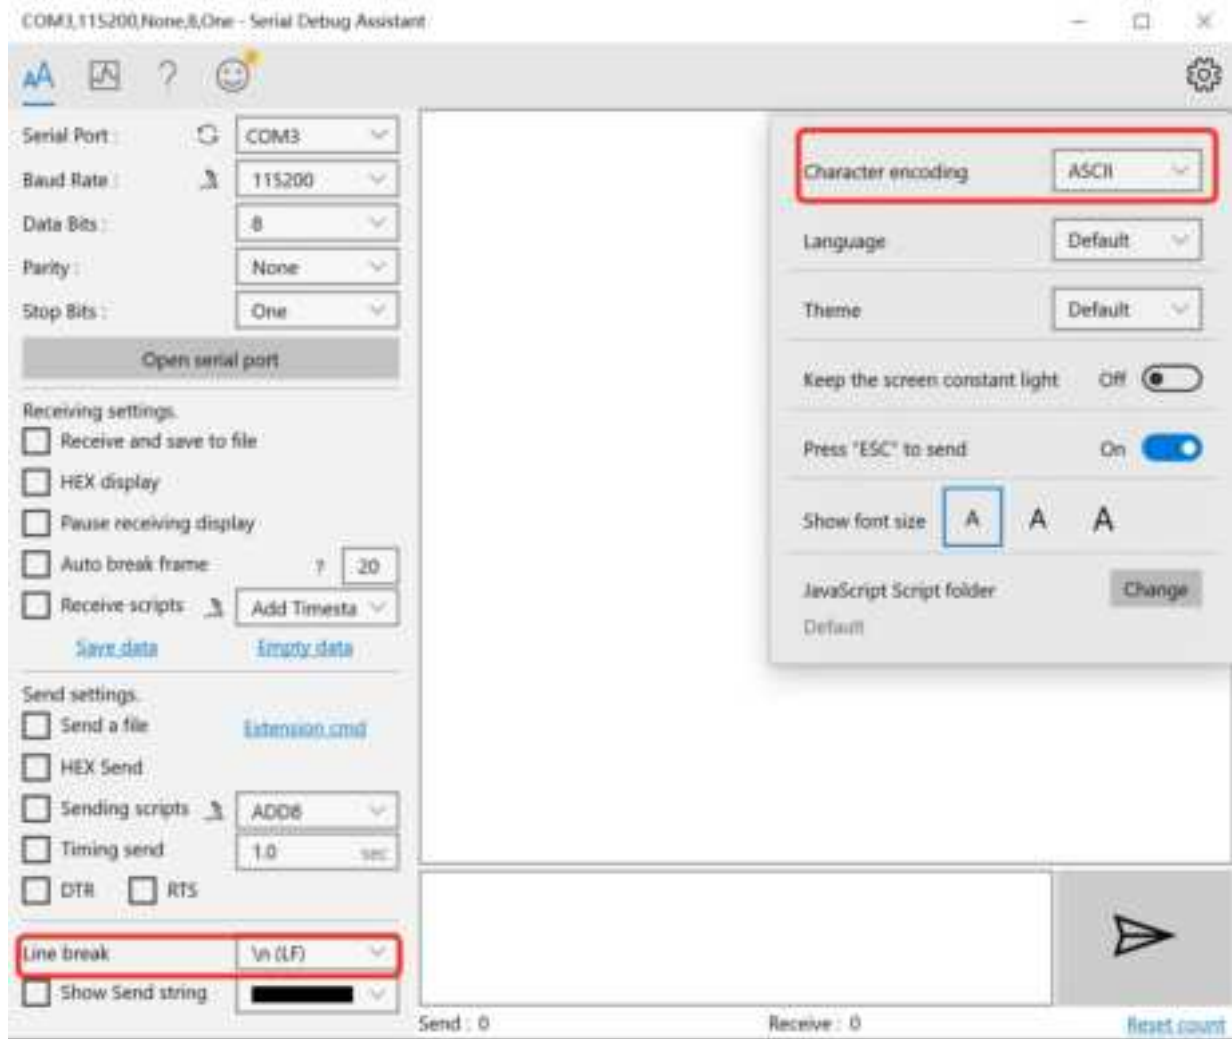 COM3,115200,None,8,One - Serial Debug Assistant
AA ?
Serial Port : COM3
Baud Rate : 115200
Data Bits : 8
Parity : None
Stop Bits : One
Open serial port
Receiving settings.
Receive and save to file
HEX display
Pause receiving display
Auto break frame ? 20
Receive scripts Add Timesta
Save data Empty data
Send settings.
Send a file Extension cmd
HEX Send
Sending scripts ADD8
Timing send 1.0 sec
DTR RTS
Line break \n (LF)
Show Send string
Character encoding ASCII
Language Default
Theme Default
Keep the screen constant light Off
Press "ESC" to send On
Show font size A A A
JavaScript Script folder Change
Default
Send : 0 Receive : 0 Reset count